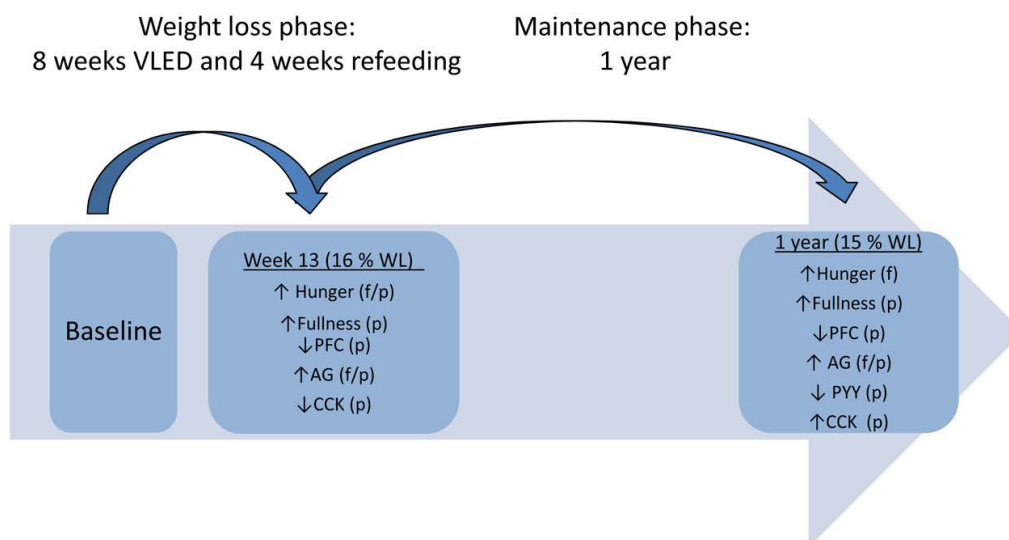 Weight loss phase:
8 weeks VLED and 4 weeks refeeding
Maintenance phase:
1 year
Baseline
Week 13 (16 % WL)
↑ Hunger (f/p)
↑Fullness (p)
↓PFC (p)
↑AG (f/p)
↓CCK (p)
1 year (15 % WL)
↑Hunger (f)
↑Fullness (p)
↓PFC (p)
↑ AG (f/p)
↓ PYY (p)
↑CCK (p)